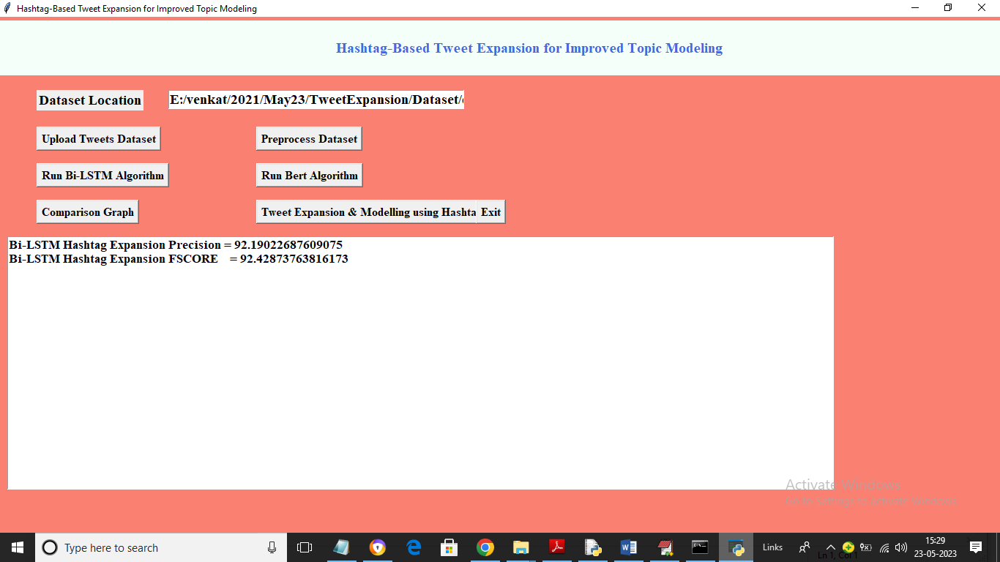 Hashtag-Based Tweet Expansion for Improved Topic Modeling
Hashtag-Based Tweet Expansion for Improved Topic Modeling
Dataset Location E:/venkat/2021/May23/TweetExpansion/Dataset/
Upload Tweets Dataset Preprocess Dataset
Run Bi-LSTM Algorithm Run Bert Algorithm
Comparison Graph Tweet Expansion & Modelling using Hashta Exit
Bi-LSTM Hashtag Expansion Precision = 92.19022687609075
Bi-LSTM Hashtag Expansion FSCORE = 92.42873763816173
Activate Windows
Go to Settings to activate Windows.
Type here to search Links 15:29
Ln 1, Col 1 23-05-2023